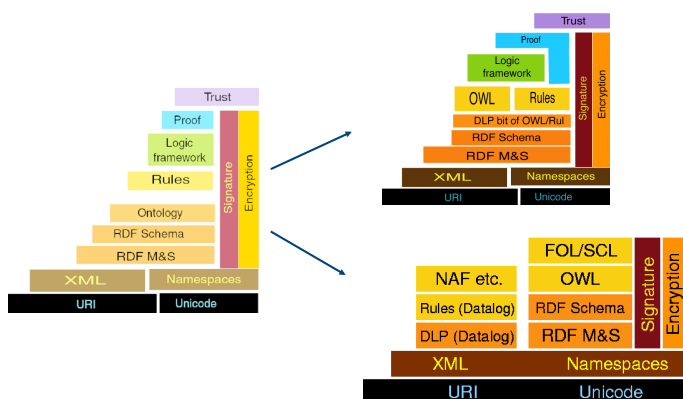 Trust
Proof
Logic
framework
Rules
Ontology
RDF Schema
RDF M&S
XML Namespaces
URI Unicode
Signature
Encryption
Trust
Proof
Logic
framework
OWL Rules
DLP bit of OWL/Rul
RDF Schema
RDF M&S
XML Namespaces
URI Unicode
Signature
Encryption
FOL/SCL
NAF etc. OWL
Rules (Datalog) RDF Schema
DLP (Datalog) RDF M&S
XML Namespaces
URI Unicode
Signature
Encryption